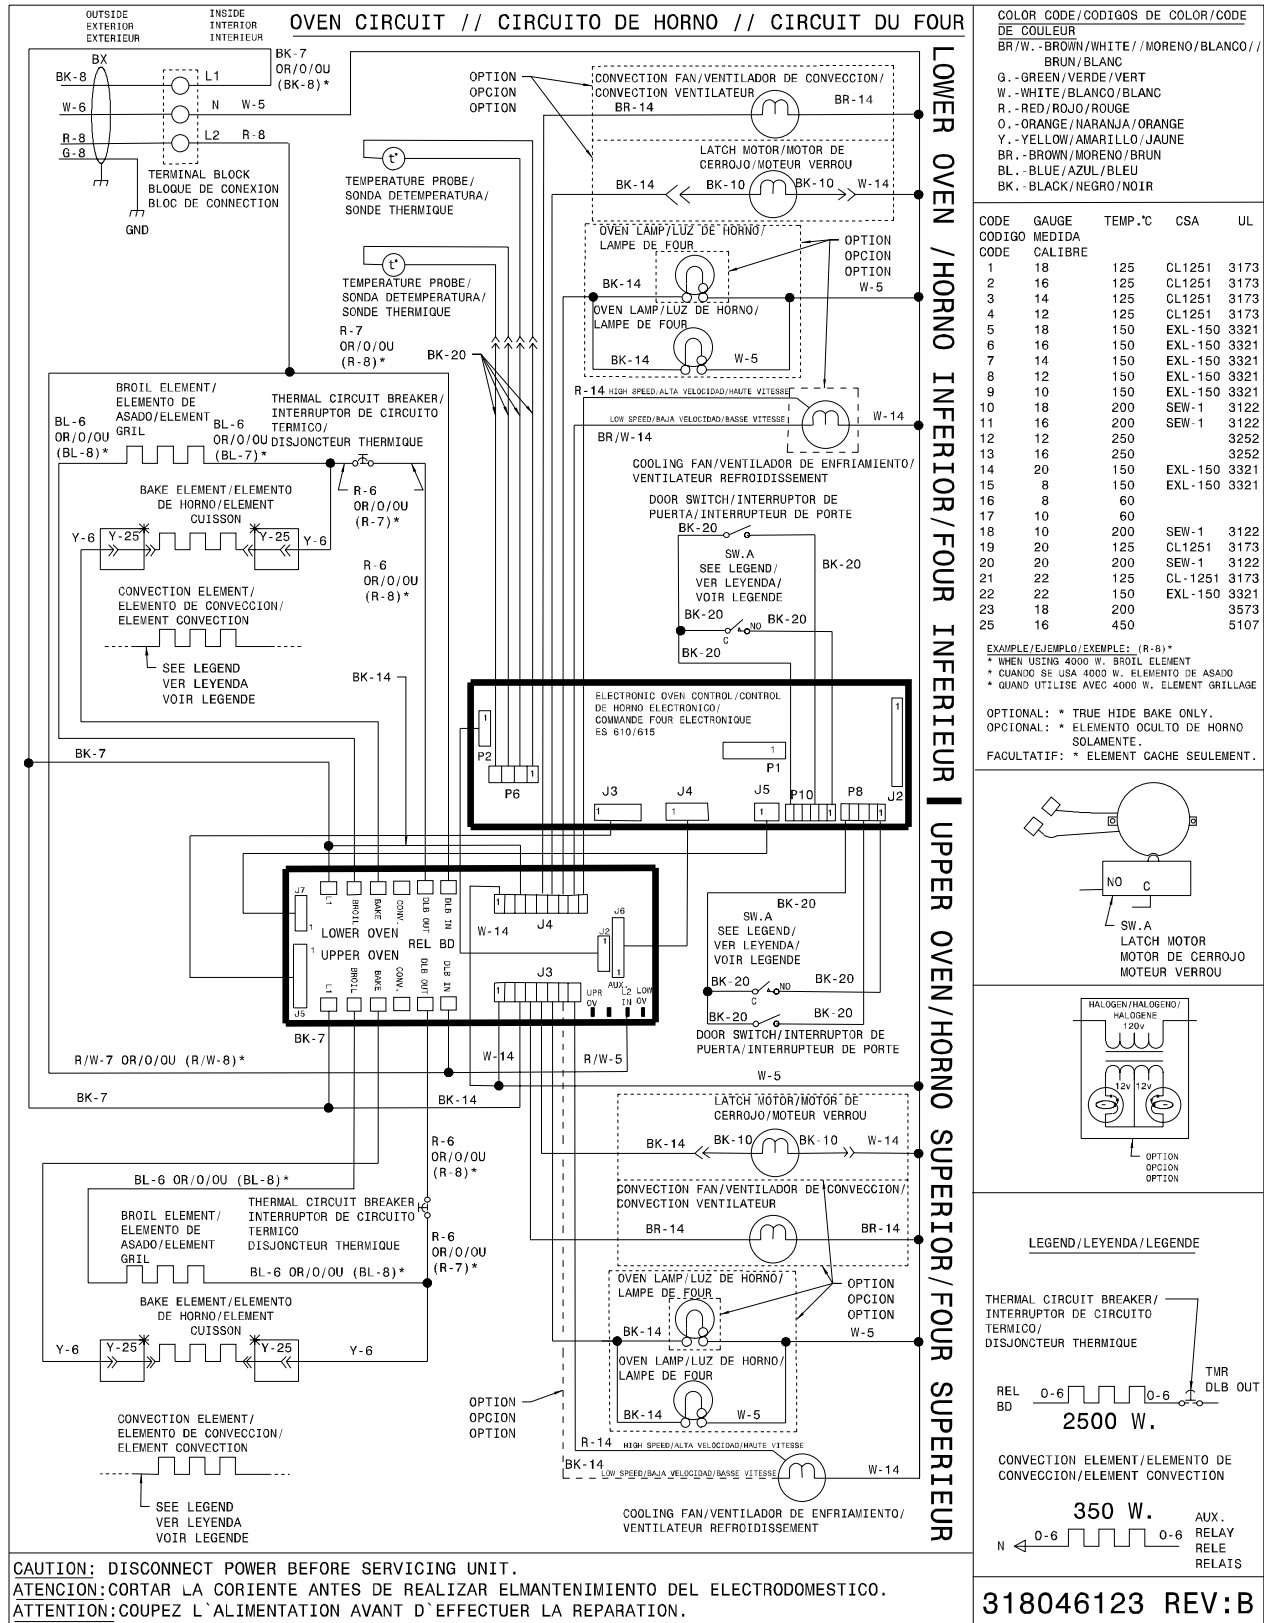 OVEN CIRCUIT // CIRCUITO DE HORNO // CIRCUIT DU FOUR
OUTSIDE
EXTERIOR
EXTERIEUR
INSIDE
INTERIOR
INTERIEUR
BX
BK-8
W-6
R-8
G-8
L1
N
L2
W-5
R-8
BK-7
OR/O/OU
(BK-8)*
TERMINAL BLOCK
BLOQUE DE CONEXION
BLOC DE CONNECTION
GND
TEMPERATURE PROBE/
SONDA DETEMPERATURA/
SONDE THERMIQUE
TEMPERATURE PROBE/
SONDA DETEMPERATURA/
SONDE THERMIQUE
t°
t°
R-7
OR/O/OU
(R-8)*
BK-20
OPTION
OPCION
OPTION
CONVECTION FAN/VENTILADOR DE CONVECCION/
CONVECTION VENTILATEUR
BR-14
BR-14
LATCH MOTOR/MOTOR DE
CERROJO/MOTEUR VERROU
BK-14
BK-10
BK-10
W-14
OVEN LAMP/LUZ DE HORNO/
LAMPE DE FOUR
BK-14
OPTION
OPCION
OPTION
W-5
OVEN LAMP/LUZ DE HORNO/
LAMPE DE FOUR
BK-14
W-5
R-14 HIGH SPEED/ALTA VELOCIDAD/HAUTE VITESSE
LOW SPEED/BAJA VELOCIDAD/BASSE VITESSE
BR/W-14
W-14
COOLING FAN/VENTILADOR DE ENFRIAMIENTO/
VENTILATEUR REFROIDISSEMENT
DOOR SWITCH/INTERRUPTOR DE
PUERTA/INTERRUPTEUR DE PORTE
BK-20
SW.A
SEE LEGEND/
VER LEYENDA/
VOIR LEGENDE
BK-20
BK-20
NO
C
BK-20
BK-20
LOWER OVEN /HORNO INFERIOR/FOUR INFERIEUR
UPPER OVEN/HORNO SUPERIOR/FOUR SUPERIEUR
BROIL ELEMENT/
ELEMENTO DE
ASADO/ELEMENT
GRIL
BL-6
OR/O/OU
(BL-8)*
BL-6
OR/O/OU
(BL-7)*
THERMAL CIRCUIT BREAKER/
INTERRUPTOR DE CIRCUITO
TERMICO/
DISJONCTEUR THERMIQUE
R-6
OR/O/OU
(R-7)*
BAKE ELEMENT/ELEMENTO
DE HORNO/ELEMENT
CUISSON
Y-6
Y-25
Y-25
Y-6
R-6
OR/O/OU
(R-8)*
CONVECTION ELEMENT/
ELEMENTO DE CONVECCION/
ELEMENT CONVECTION
SEE LEGEND
VER LEYENDA
VOIR LEGENDE
BK-14
BK-7
ELECTRONIC OVEN CONTROL/CONTROL
DE HORNO ELECTRONICO/
COMMANDE FOUR ELECTRONIQUE
ES 610/615
1
P2
1
P6
1
P1
1
J3
1
J4
1
J5
1
P10
1
P8
1
J2
J7
1
L1
BROIL
BAKE
CONV.
DLB OUT
DLB IN
LOWER OVEN
REL BD
UPPER OVEN
1
J5
L1
BROIL
BAKE
CONV.
DLB OUT
DLB IN
1
J4
W-14
J3
1
J6
1
J2
1
AUX.
UPR
OV
L2
IN
LOW
OV
BK-20
SW.A
SEE LEGEND/
VER LEYENDA/
VOIR LEGENDE
BK-20
NO
C
BK-20
BK-20
BK-20
DOOR SWITCH/INTERRUPTOR DE
PUERTA/INTERRUPTEUR DE PORTE
BK-7
R/W-7 OR/O/OU (R/W-8)*
W-14
R/W-5
W-5
BK-7
BK-14
LATCH MOTOR/MOTOR DE
CERROJO/MOTEUR VERROU
BK-14
BK-10
BK-10
W-14
R-6
OR/O/OU
(R-8)*
BL-6 OR/O/OU (BL-8)*
THERMAL CIRCUIT BREAKER
INTERRUPTOR DE CIRCUITO
TERMICO
DISJONCTEUR THERMIQUE
BROIL ELEMENT/
ELEMENTO DE
ASADO/ELEMENT
GRIL
R-6
OR/O/OU
(R-7)*
BL-6 OR/O/OU (BL-8)*
CONVECTION FAN/VENTILADOR DE CONVECCION/
CONVECTION VENTILATEUR
BR-14
BR-14
BAKE ELEMENT/ELEMENTO
DE HORNO/ELEMENT
CUISSON
Y-6
Y-25
Y-25
Y-6
OVEN LAMP/LUZ DE HORNO/
LAMPE DE FOUR
OPTION
OPCION
OPTION
BK-14
W-5
OVEN LAMP/LUZ DE HORNO/
LAMPE DE FOUR
BK-14
W-5
OPTION
OPCION
OPTION
CONVECTION ELEMENT/
ELEMENTO DE CONVECCION/
ELEMENT CONVECTION
SEE LEGEND
VER LEYENDA
VOIR LEGENDE
R-14 HIGH SPEED/ALTA VELOCIDAD/HAUTE VITESSE
BK-14
LOW SPEED/BAJA VELOCIDAD/BASSE VITESSE
W-14
COOLING FAN/VENTILADOR DE ENFRIAMIENTO/
VENTILATEUR REFROIDISSEMENT
COLOR CODE/CODIGOS DE COLOR/CODE
DE COULEUR
BR/W.-BROWN/WHITE//MORENO/BLANCO//
BRUN/BLANC
G.-GREEN/VERDE/VERT
W.-WHITE/BLANCO/BLANC
R.-RED/ROJO/ROUGE
O.-ORANGE/NARANJA/ORANGE
Y.-YELLOW/AMARILLO/JAUNE
BR.-BROWN/MORENO/BRUN
BL.-BLUE/AZUL/BLEU
BK.-BLACK/NEGRO/NOIR
CODE GAUGE TEMP.°C CSA UL
CODIGO MEDIDA
CODE CALIBRE
1 18 125 CL1251 3173
2 16 125 CL1251 3173
3 14 125 CL1251 3173
4 12 125 CL1251 3173
5 18 150 EXL-150 3321
6 16 150 EXL-150 3321
7 14 150 EXL-150 3321
8 12 150 EXL-150 3321
9 10 150 EXL-150 3321
10 18 200 SEW-1 3122
11 16 200 SEW-1 3122
12 12 250 3252
13 16 250 3252
14 20 150 EXL-150 3321
15 8 150 EXL-150 3321
16 8 60
17 10 60
18 10 200 SEW-1 3122
19 20 125 CL1251 3173
20 20 200 SEW-1 3122
21 22 125 CL-1251 3173
22 22 150 EXL-150 3321
23 18 200 3573
25 16 450 5107
EXAMPLE/EJEMPLO/EXEMPLE: (R-8)*
* WHEN USING 4000 W. BROIL ELEMENT
* CUANDO SE USA 4000 W. ELEMENTO DE ASADO
* QUAND UTILISE AVEC 4000 W. ELEMENT GRILLAGE
OPTIONAL: * TRUE HIDE BAKE ONLY.
OPCIONAL: * ELEMENTO OCULTO DE HORNO
SOLAMENTE.
FACULTATIF: * ELEMENT CACHE SEULEMENT.
NO
C
SW.A
LATCH MOTOR
MOTOR DE CERROJO
MOTEUR VERROU
HALOGEN/HALOGENO/
HALOGENE
120v
12v
12v
OPTION
OPCION
OPTION
LEGEND/LEYENDA/LEGENDE
THERMAL CIRCUIT BREAKER/
INTERRUPTOR DE CIRCUITO
TERMICO/
DISJONCTEUR THERMIQUE
TMR
DLB OUT
REL
BD
O-6
O-6
2500 W.
CONVECTION ELEMENT/ELEMENTO DE
CONVECCION/ELEMENT CONVECTION
350 W.
N
O-6
O-6
AUX.
RELAY
RELE
RELAIS
CAUTION: DISCONNECT POWER BEFORE SERVICING UNIT.
ATENCION:CORTAR LA CORIENTE ANTES DE REALIZAR ELMANTENIMIENTO DEL ELECTRODOMESTICO.
ATTENTION:COUPEZ L`ALIMENTATION AVANT D`EFFECTUER LA REPARATION.
318046123 REV:B